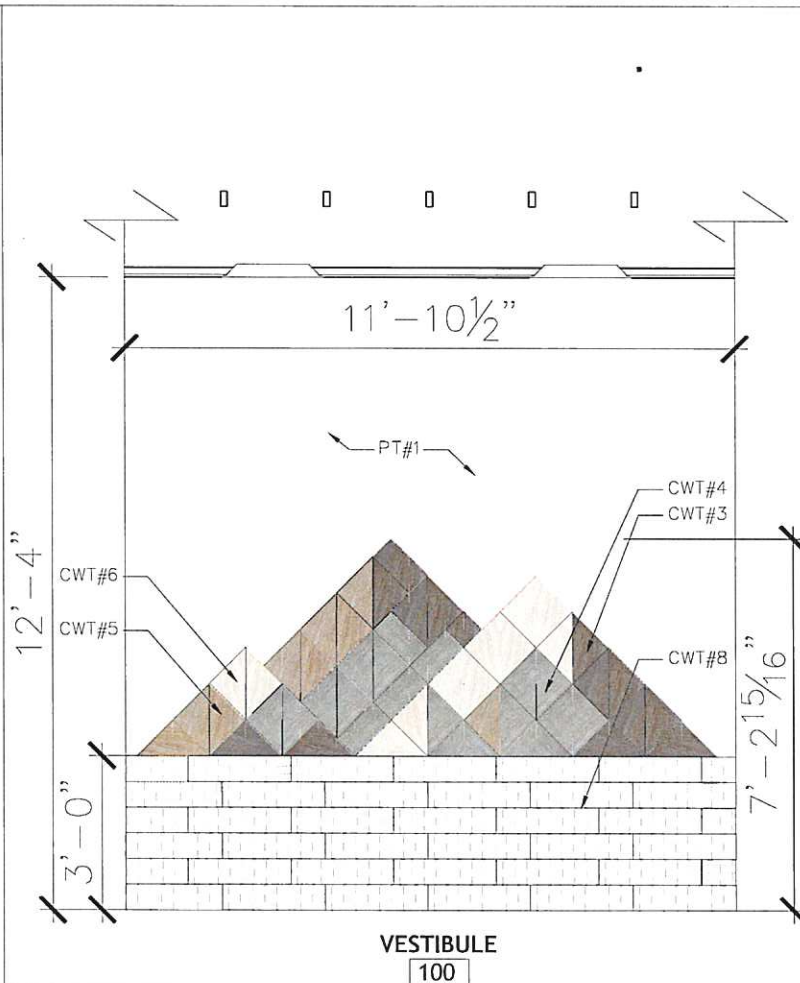 11'-10½"
PT#1
CWT#4
CWT#3
CWT#6
CWT#5
CWT#8
12'-4"
3'-0"
7'-2 15/16"
VESTIBULE
100